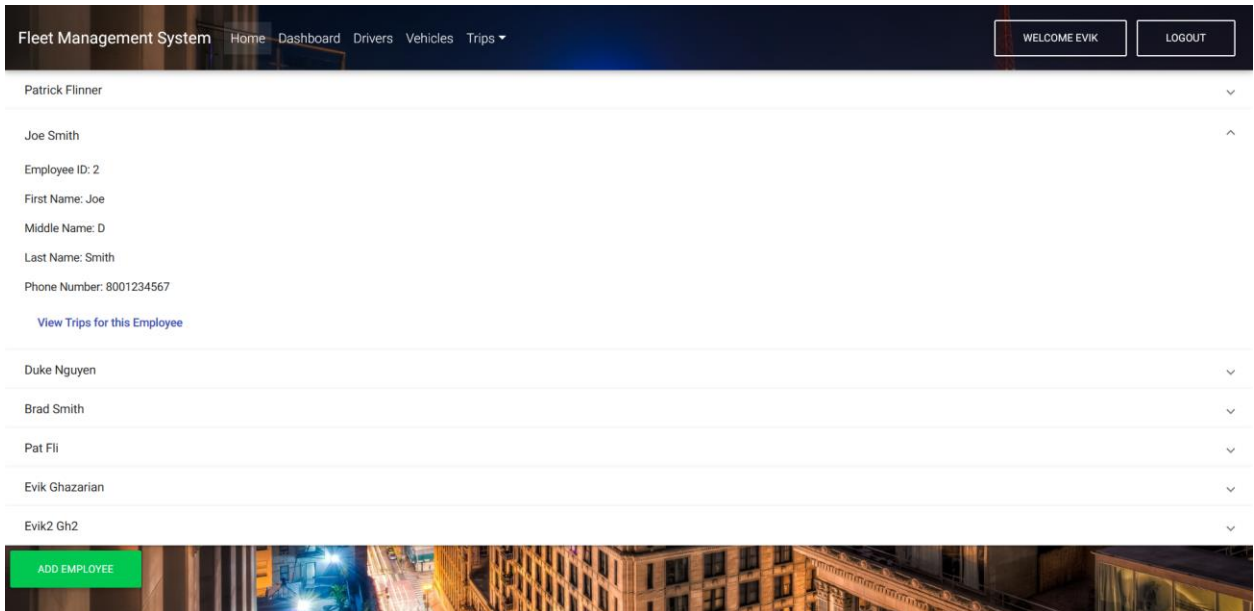 Fleet Management System Home Dashboard Drivers Vehicles Trips WELCOME EVIK LOGOUT
Patrick Flinner
Joe Smith
Employee ID: 2
First Name: Joe
Middle Name: D
Last Name: Smith
Phone Number: 8001234567
View Trips for this Employee
Duke Nguyen
Brad Smith
Pat Fli
Evik Ghazarian
Evik2 Gh2
ADD EMPLOYEE